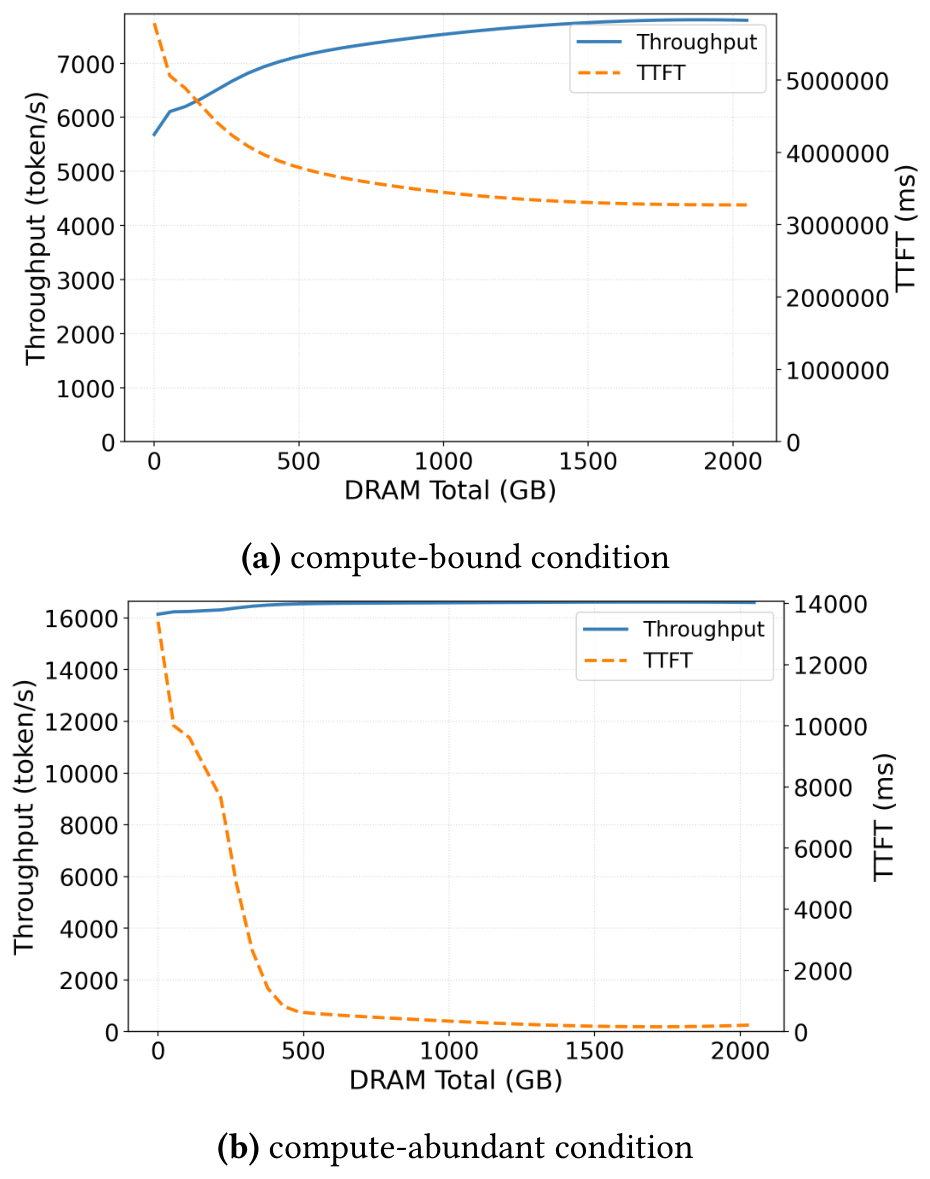 Throughput
TTFT
7000
6000
5000
4000
3000
2000
1000
0
Throughput (token/s)
5000000
4000000
3000000
2000000
1000000
0
TTFT (ms)
0 500 1000 1500 2000
DRAM Total (GB)
(a) compute-bound condition
Throughput
TTFT
16000
14000
12000
10000
8000
6000
4000
2000
0
Throughput (token/s)
14000
12000
10000
8000
6000
4000
2000
0
TTFT (ms)
0 500 1000 1500 2000
DRAM Total (GB)
(b) compute-abundant condition